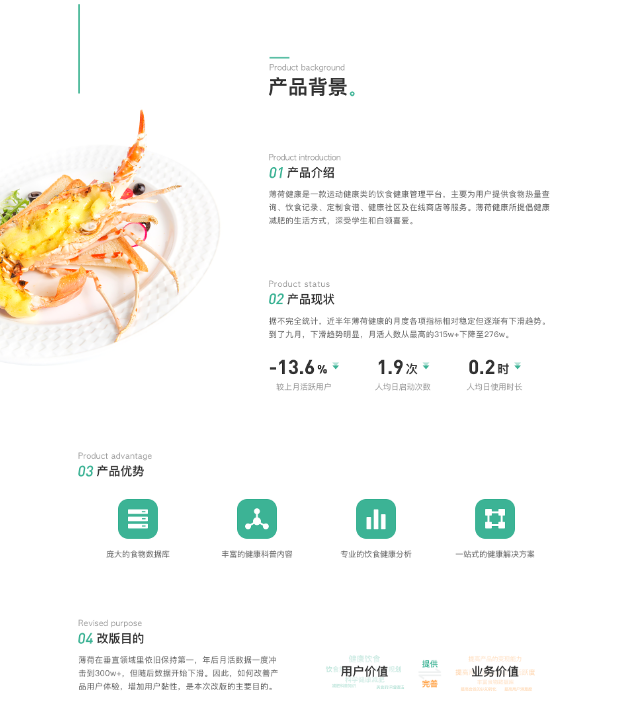 Product background
产品背景。
Product introduction
01 产品介绍
薄荷健康是一款运动健康类的饮食健康管理平台，主要为用户提供食物热量查
询、饮食记录、定制食谱、健康社区及在线商店等服务。薄荷健康所提倡健康
减肥的生活方式，深受学生和白领喜爱。
Product status
02 产品现状
据不完全统计，近半年薄荷健康的月度各项指标相对稳定但逐渐有下滑趋势。
到了九月，下滑趋势明显，月活人数从最高的315w+下降至276w。
-13.6% 1.9次 0.2时
较上月活跃用户 人均日启动次数 人均日使用时长
Product advantage
03 产品优势
庞大的食物数据库 丰富的健康科普内容 专业的饮食健康分析 一站式的健康解决方案
Revised purpose
04 改版目的
薄荷在垂直领域里依旧保持第一，年后月活数据一度冲
击到300w+，但随后数据开始下滑。因此，如何改善产
品用户体验，增加用户黏性。是本次改版的主要目的。
用户价值 提供 业务价值
完善